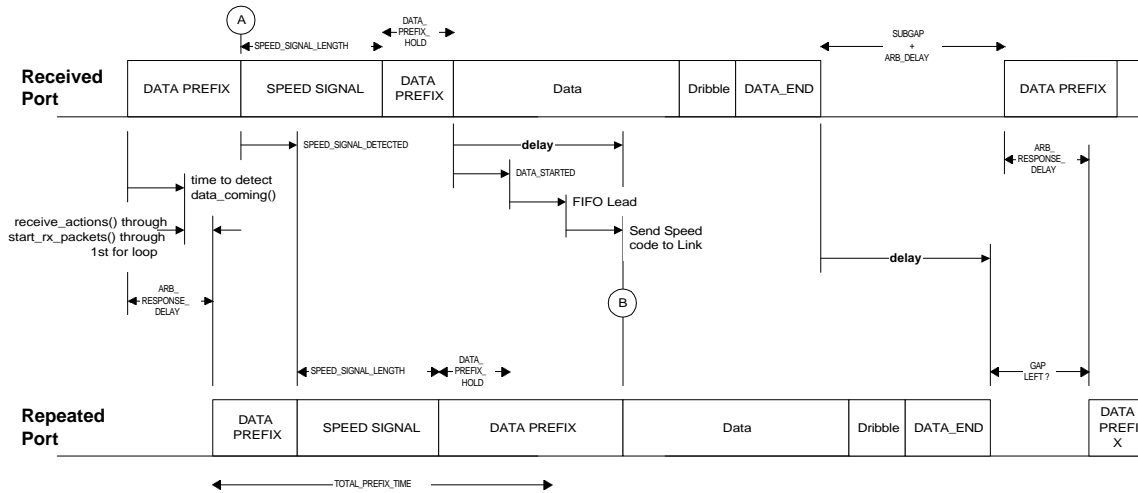 A
DATA_
PREFIX_
HOLD
SPEED_SIGNAL_LENGTH
SUBGAP
+
ARB_DELAY
Received
Port
DATA PREFIX
SPEED SIGNAL
DATA
PREFIX
Data
Dribble
DATA_END
DATA PREFIX
SPEED_SIGNAL_DETECTED
delay
ARB_
RESPONSE_
DELAY
DATA_STARTED
time to detect
data_coming()
FIFO Lead
receive_actions() through
start_rx_packets() through
1st for loop
Send Speed
code to Link
delay
ARB_
RESPONSE_
DELAY
B
SPEED_SIGNAL_LENGTH
DATA_
PREFIX_
HOLD
GAP
LEFT ?
Repeated
Port
DATA
PREFIX
SPEED SIGNAL
DATA PREFIX
Data
Dribble
DATA_END
DATA
PREFI
X
TOTAL_PREFIX_TIME